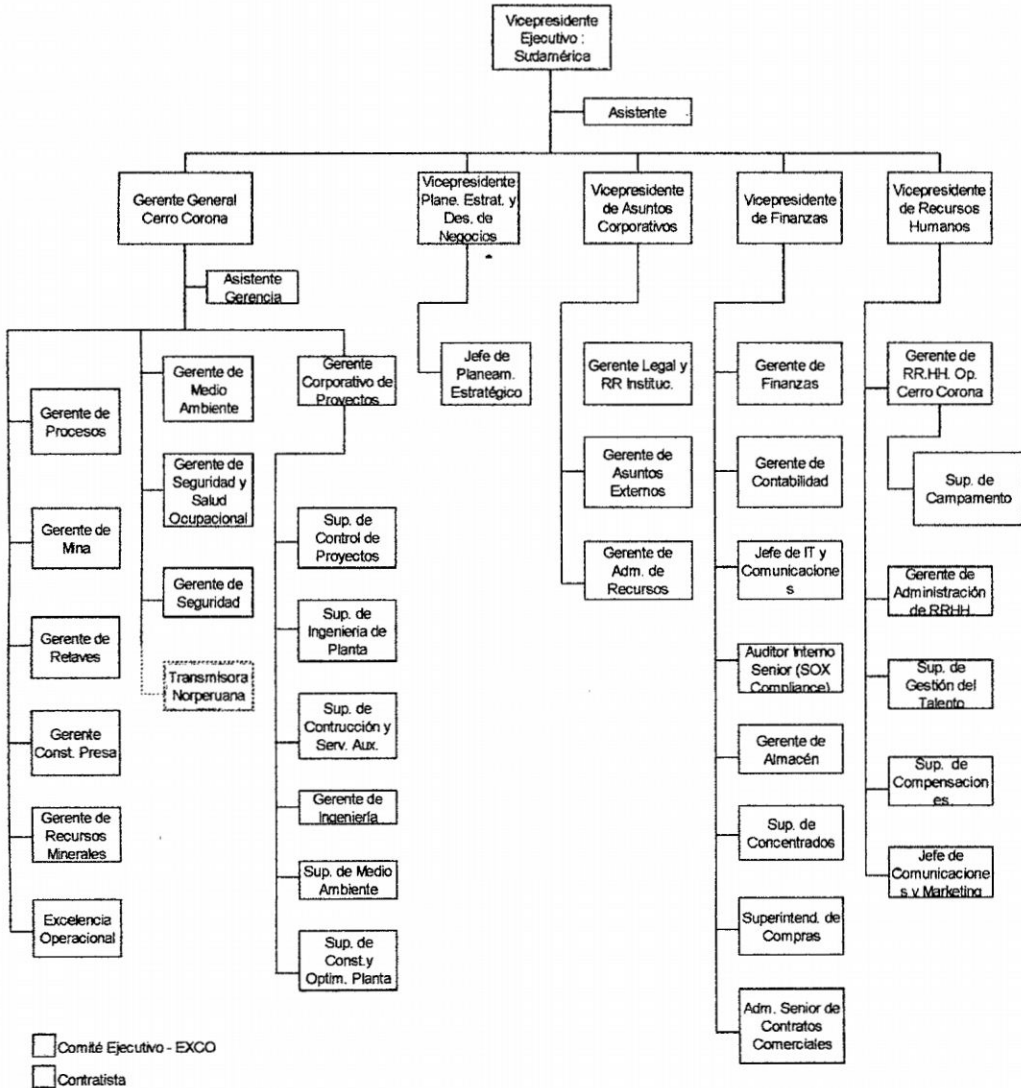 Vicepresidente
Ejecutivo :
Sudamérica
Asistente
Gerente General
Cerro Corona
Vicepresidente
Plane. Estrat. y
Des. de
Negocios
Vicepresidente
de Asuntos
Corporativos
Vicepresidente
de Finanzas
Vicepresidente
de Recursos
Humanos
Asistente
Gerencia
Gerente de
Procesos
Gerente de
Mina
Gerente de
Relaves
Gerente
Const. Presa
Gerente de
Recursos
Minerales
Excelencia
Operacional
Gerente de
Medio
Ambiente
Gerente de
Seguridad y
Salud
Ocupacional
Gerente de
Seguridad
Transmisora
Norperuana
Gerente
Corporativo de
Proyectos
Sup. de
Control de
Proyectos
Sup. de
Ingenieria de
Planta
Sup. de
Contrucción y
Serv. Aux.
Gerente de
Ingeniería
Sup. de Medio
Ambiente
Sup. de
Const.y
Optim. Planta
Jefe de
Planeam.
Estratégico
Gerente Legal y
RR Instituc.
Gerente de
Asuntos
Externos
Gerente de
Adm. de
Recursos
Gerente de
Finanzas
Gerente de
Contabilidad
Jefe de IT y
Comunicacione
s
Auditor Interno
Senior (SOX
Compliance)
Gerente de
Almacén
Sup. de
Concentrados
Superintend. de
Compras
Adm. Senior de
Contratos
Comerciales
Gerente de
RR.HH. Op.
Cerro Corona
Sup. de
Campamento
Gerente de
Administración
de RRHH.
Sup. de
Gestión del
Talento
Sup. de
Compensacion
es.
Jefe de
Comunicacione
s y Marketing
Comité Ejecutivo - EXCO
Contratista